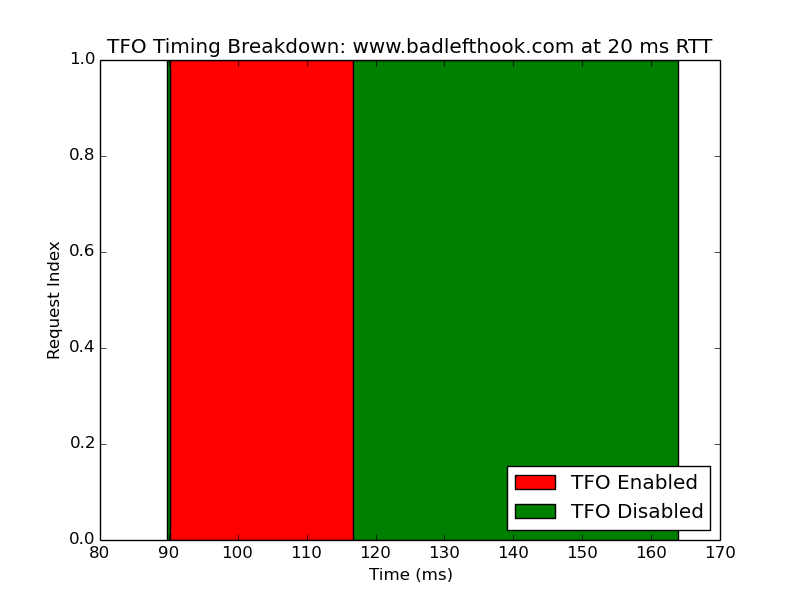 TFO Timing Breakdown: www.badlefthook.com at 20 ms RTT
1.0
0.8
0.6
0.4
0.2
0.0
Request Index
TFO Enabled
TFO Disabled
80 90 100 110 120 130 140 150 160 170
Time (ms)